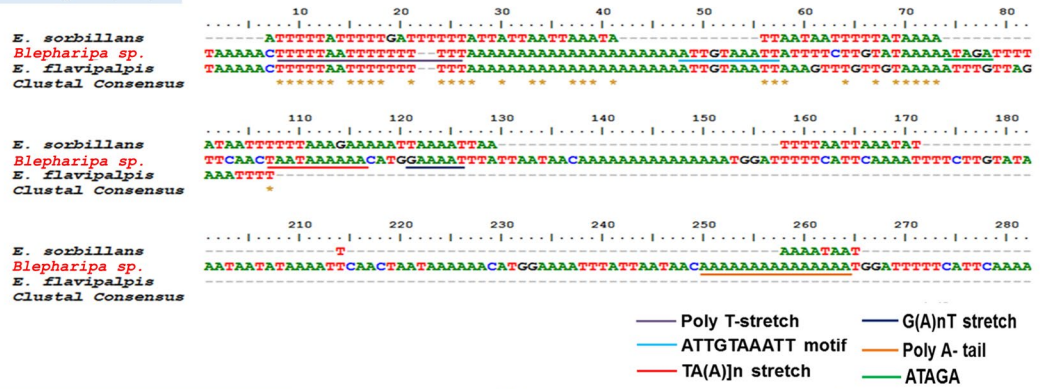 10 20 30 40 50 60 70 80
E. sorbillans ------ATTTTTATTTTTGATTTTTTATTATTAATTAAATA--------------TTAATAATTTTTATAAAA---------
Blepharipa sp. TAAAAACTTTTTAATTTTTTT--TTTAAAAAAAAAAAAAAAAAAAAAATTGTAAATTATTTTCTTGTATAAAAATAGATTTT
E. flavipalpis TAAAAACTTTTTAATTTTTTT--TTTAAAAAAAAAAAAAAAAAAAAAATTGTAAATTAAAGTTTGTTGTAAAAATTTGTTAG
Clustal Consensus ****** **** * **** * ** *** * *** * * *****
110 120 130 140 150 160 170 180
E. sorbillans ATAATTTTTTAAAGAAAAATTAAAATTAA----------------------------TTTTAATTAAATAT-----------
Blepharipa sp. TTCAACTAATAAAAAACATGGAAAATTTATTAATAACAAAAAAAAAAAAAAATGGATTTTTCATTCAAAATTTTCTTGTATA
E. flavipalpis AAATTTT---------------------------------------------------------------------------
Clustal Consensus *
210 220 230 240 250 260 270 280
E. sorbillans -------------T-------------------------------------------AAAATAAT-----------------
Blepharipa sp. AATAATATAAAATTCAACTAATAAAAAACATGGAAAATTTATTAATAACAAAAAAAAAAAAAAATGGATTTTTCATTCAAAA
E. flavipalpis ----------------------------------------------------------------------------------
Clustal Consensus
Poly T-stretch
ATTGTAAATT motif
TA(A)]n stretch
G(A)nT stretch
Poly A- tail
ATAGA